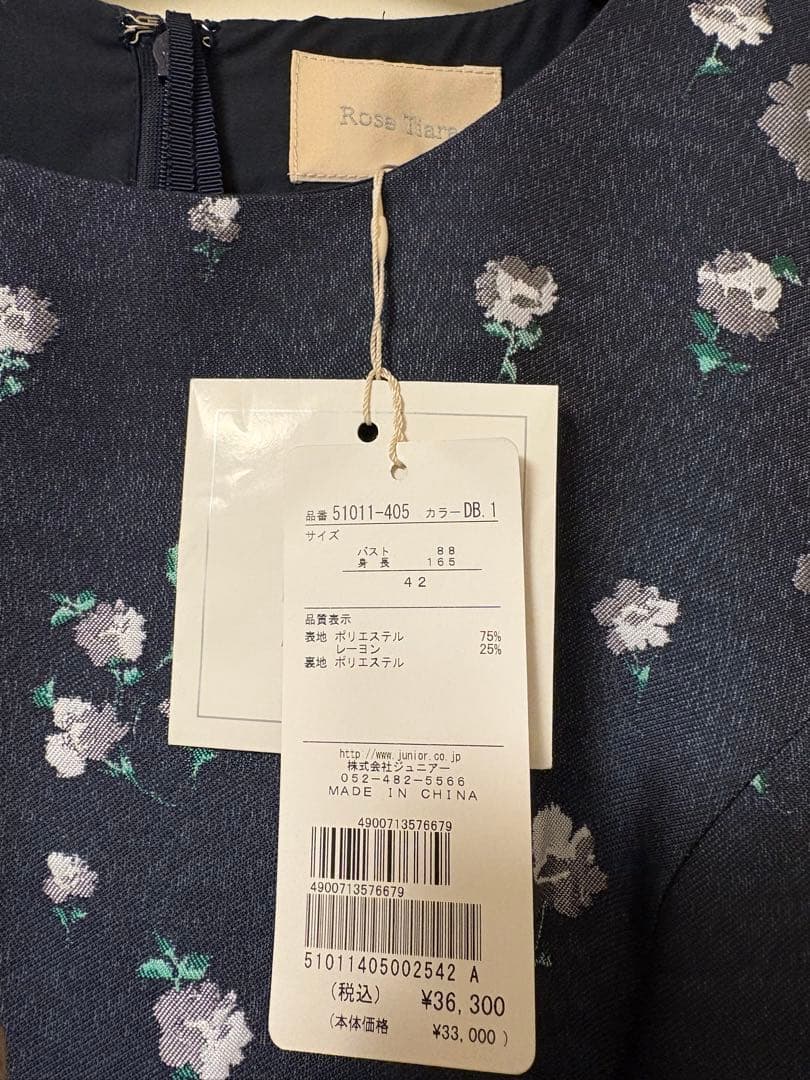 Rose Tiara
品番 51011-405 カラー DB.1
サイズ
バスト 88
身長 165
42
品質表示
表地 ポリエステル 75%
レーヨン 25%
裏地 ポリエステル
http://www.junior.co.jp
株式会社ジュニアー
052-482-5566
MADE IN CHINA
4900713576679
4900713576679
51011405002542 A
(税込) ¥36,300
(本体価格 ¥33,000)